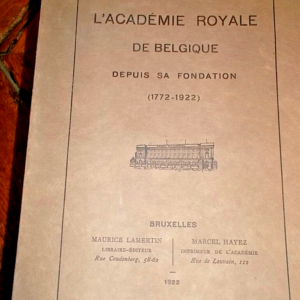 L'ACADÉMIE ROYALE
DE BELGIQUE
DEPUIS SA FONDATION
(1772-1922)
BRUXELLES
MAURICE LAMERTIN
LIBRAIRE-ÉDITEUR
Rue Coudenberg, 58-62
MARCEL HAYEZ
IMPRIMEUR DE L'ACADÉMIE
Rue de Louvain, 112
1922